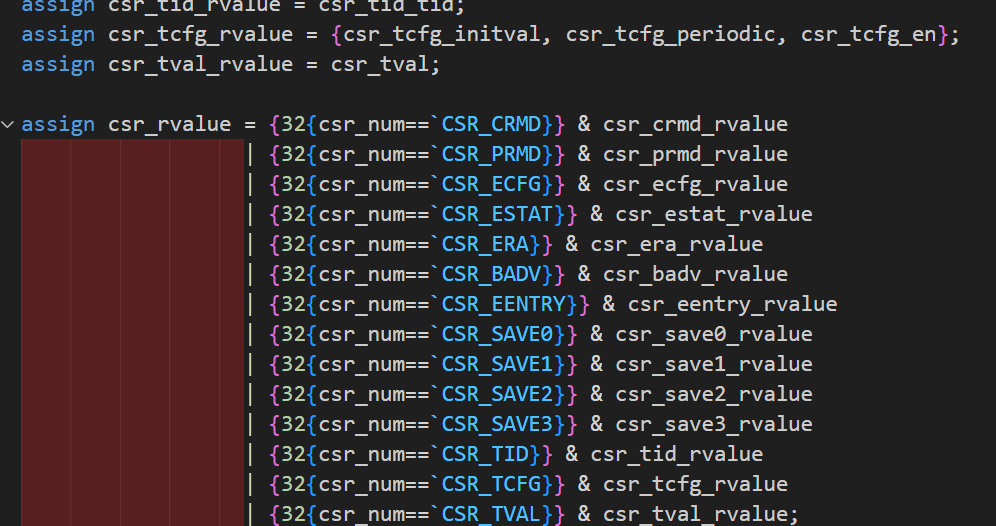 assign csr_tid_rvalue = csr_tid_tid;
assign csr_tcfg_rvalue = {csr_tcfg_initval, csr_tcfg_periodic, csr_tcfg_en};
assign csr_tval_rvalue = csr_tval;
assign csr_rvalue = {32{csr_num==`CSR_CRMD}} & csr_crmd_rvalue
| {32{csr_num==`CSR_PRMD}} & csr_prmd_rvalue
| {32{csr_num==`CSR_ECFG}} & csr_ecfg_rvalue
| {32{csr_num==`CSR_ESTAT}} & csr_estat_rvalue
| {32{csr_num==`CSR_ERA}} & csr_era_rvalue
| {32{csr_num==`CSR_BADV}} & csr_badv_rvalue
| {32{csr_num==`CSR_EENTRY}} & csr_eentry_rvalue
| {32{csr_num==`CSR_SAVE0}} & csr_save0_rvalue
| {32{csr_num==`CSR_SAVE1}} & csr_save1_rvalue
| {32{csr_num==`CSR_SAVE2}} & csr_save2_rvalue
| {32{csr_num==`CSR_SAVE3}} & csr_save3_rvalue
| {32{csr_num==`CSR_TID}} & csr_tid_rvalue
| {32{csr_num==`CSR_TCFG}} & csr_tcfg_rvalue
| {32{csr_num==`CSR_TVAL}} & csr_tval_rvalue;